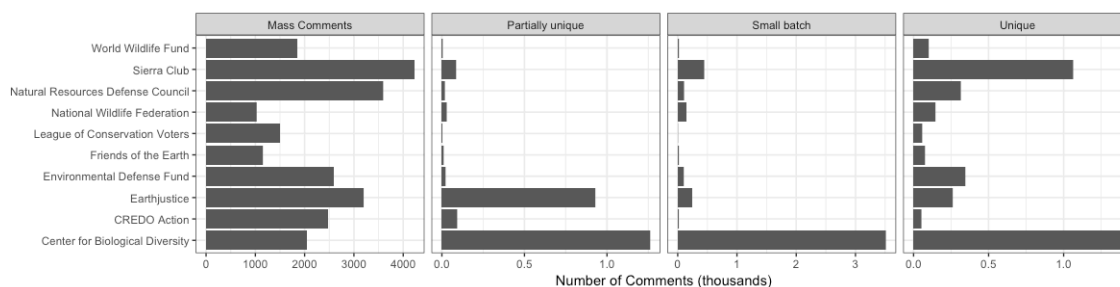 Mass Comments
Partially unique
Small batch
Unique
World Wildlife Fund
Sierra Club
Natural Resources Defense Council
National Wildlife Federation
League of Conservation Voters
Friends of the Earth
Environmental Defense Fund
Earthjustice
CREDO Action
Center for Biological Diversity
0 1000 2000 3000 4000
0.0 0.5 1.0
0 1 2 3
0.0 0.5 1.0
Number of Comments (thousands)